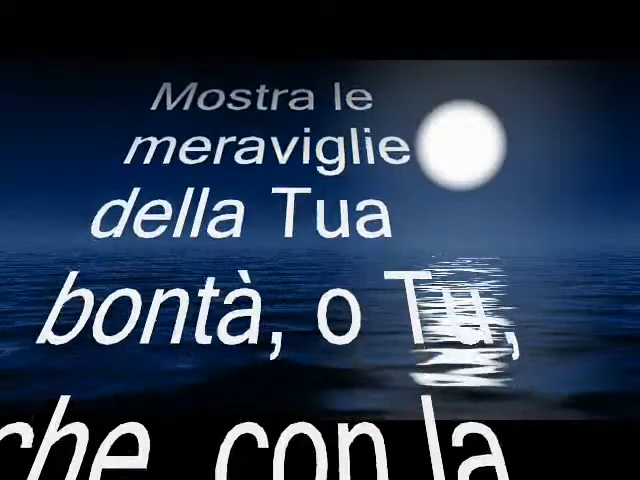 Mostra le
meraviglie
della Tua
bontà, o Tu,
che, con la